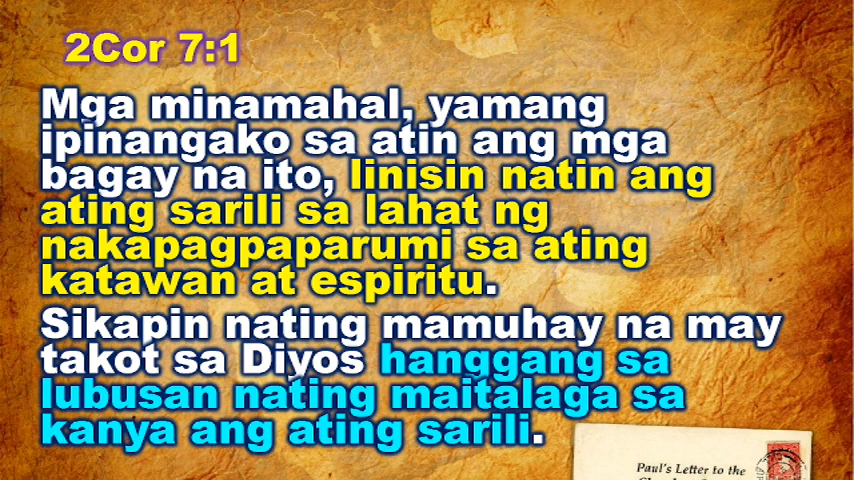 2Cor 7:1
Mga minamahal, yamang
ipinangako sa atin ang mga
bagay na ito, linisin natin ang
ating sarili sa lahat ng
nakapagpaparumi sa ating
katawan at espiritu.
Sikapin nating mamuhay na may
takot sa Diyos hanggang sa
lubusan nating maitalaga sa
kanya ang ating sarili.
Paul's Letter to the